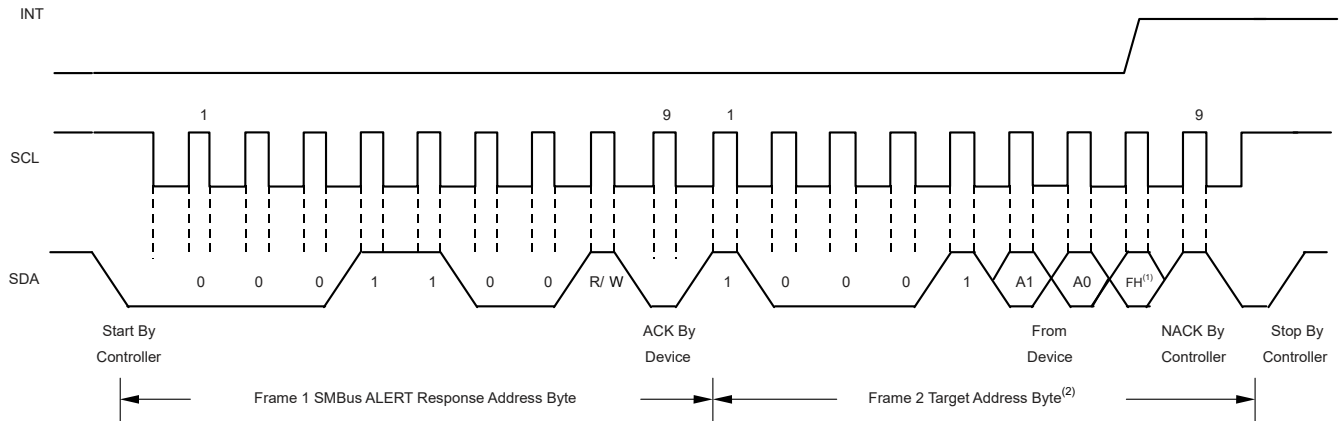 INT
1 9 1 9
SCL
SDA 0 0 0 1 1 0 0 R/ W 1 0 0 0 1 A1 A0 FH(1)
Start By
Controller
ACK By
Device
From
Device
NACK By
Controller
Stop By
Controller
Frame 1 SMBus ALERT Response Address Byte
Frame 2 Target Address Byte(2)